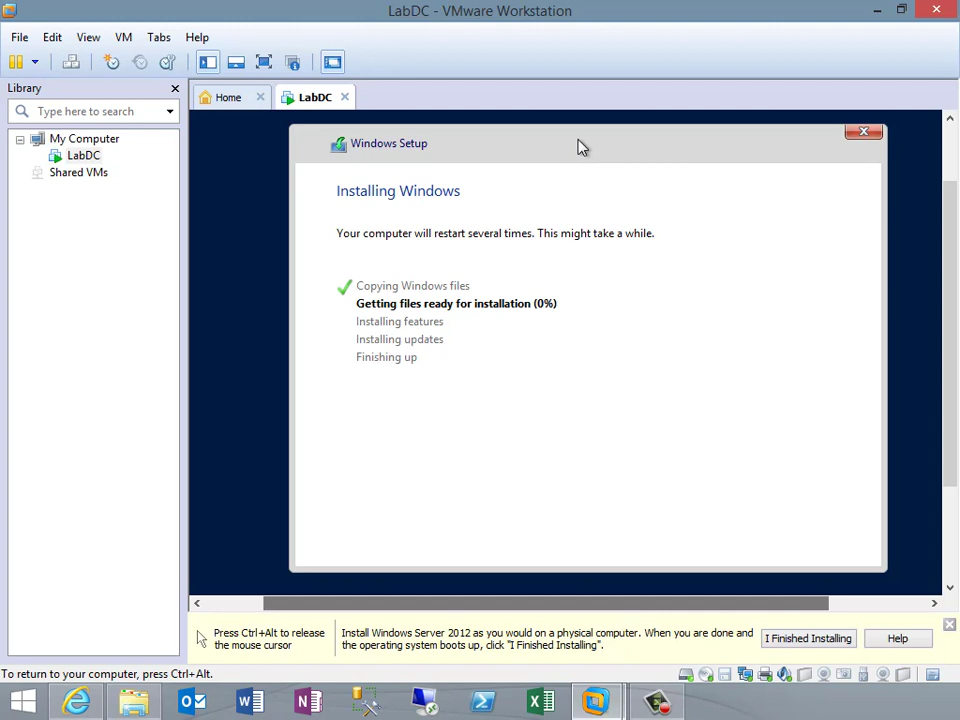 LabDC - VMware Workstation
File Edit View VM Tabs Help
Library
Type here to search
My Computer
LabDC
Shared VMs
Home
LabDC
Windows Setup
Installing Windows
Your computer will restart several times. This might take a while.
Copying Windows files
Getting files ready for installation (0%)
Installing features
Installing updates
Finishing up
Press Ctrl+Alt to release
the mouse cursor
Install Windows Server 2012 as you would on a physical computer. When you are done and
the operating system boots up, click "I Finished Installing".
I Finished Installing
Help
To return to your computer, press Ctrl+Alt.